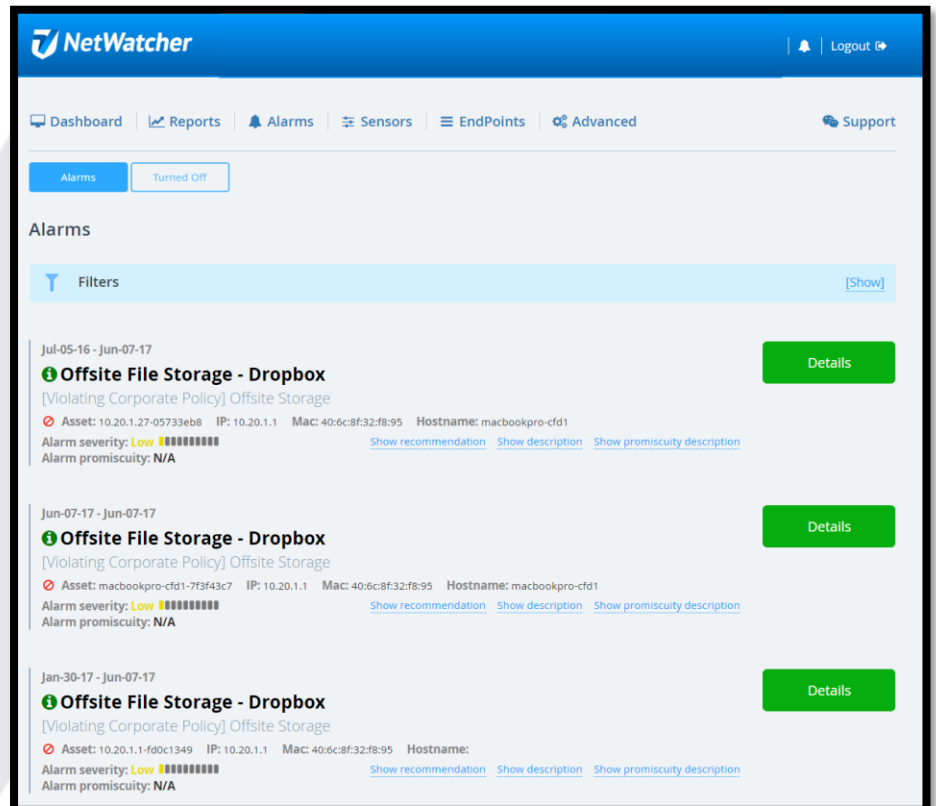 NetWatcher
Logout
Dashboard Reports Alarms Sensors EndPoints Advanced Support
Alarms Turned Off
Alarms
Filters [Show]
Jul-05-16 - Jun-07-17
Offsite File Storage - Dropbox
Details
[Violating Corporate Policy] Offsite Storage
Asset: 10.20.1.27-05733eb8 IP: 10.20.1.1 Mac: 40:6c:8f:32:f8:95 Hostname: macbookpro-cfd1
Alarm severity: Low Show recommendation Show description Show promiscuity description
Alarm promiscuity: N/A
Jun-07-17 - Jun-07-17
Offsite File Storage - Dropbox
Details
[Violating Corporate Policy] Offsite Storage
Asset: macbookpro-cfd1-7f3f43c7 IP: 10.20.1.1 Mac: 40:6c:8f:32:f8:95 Hostname: macbookpro-cfd1
Alarm severity: Low Show recommendation Show description Show promiscuity description
Alarm promiscuity: N/A
Jan-30-17 - Jun-07-17
Offsite File Storage - Dropbox
Details
[Violating Corporate Policy] Offsite Storage
Asset: 10.20.1.1-fd0c1349 IP: 10.20.1.1 Mac: 40:6c:8f:32:f8:95 Hostname:
Alarm severity: Low Show recommendation Show description Show promiscuity description
Alarm promiscuity: N/A